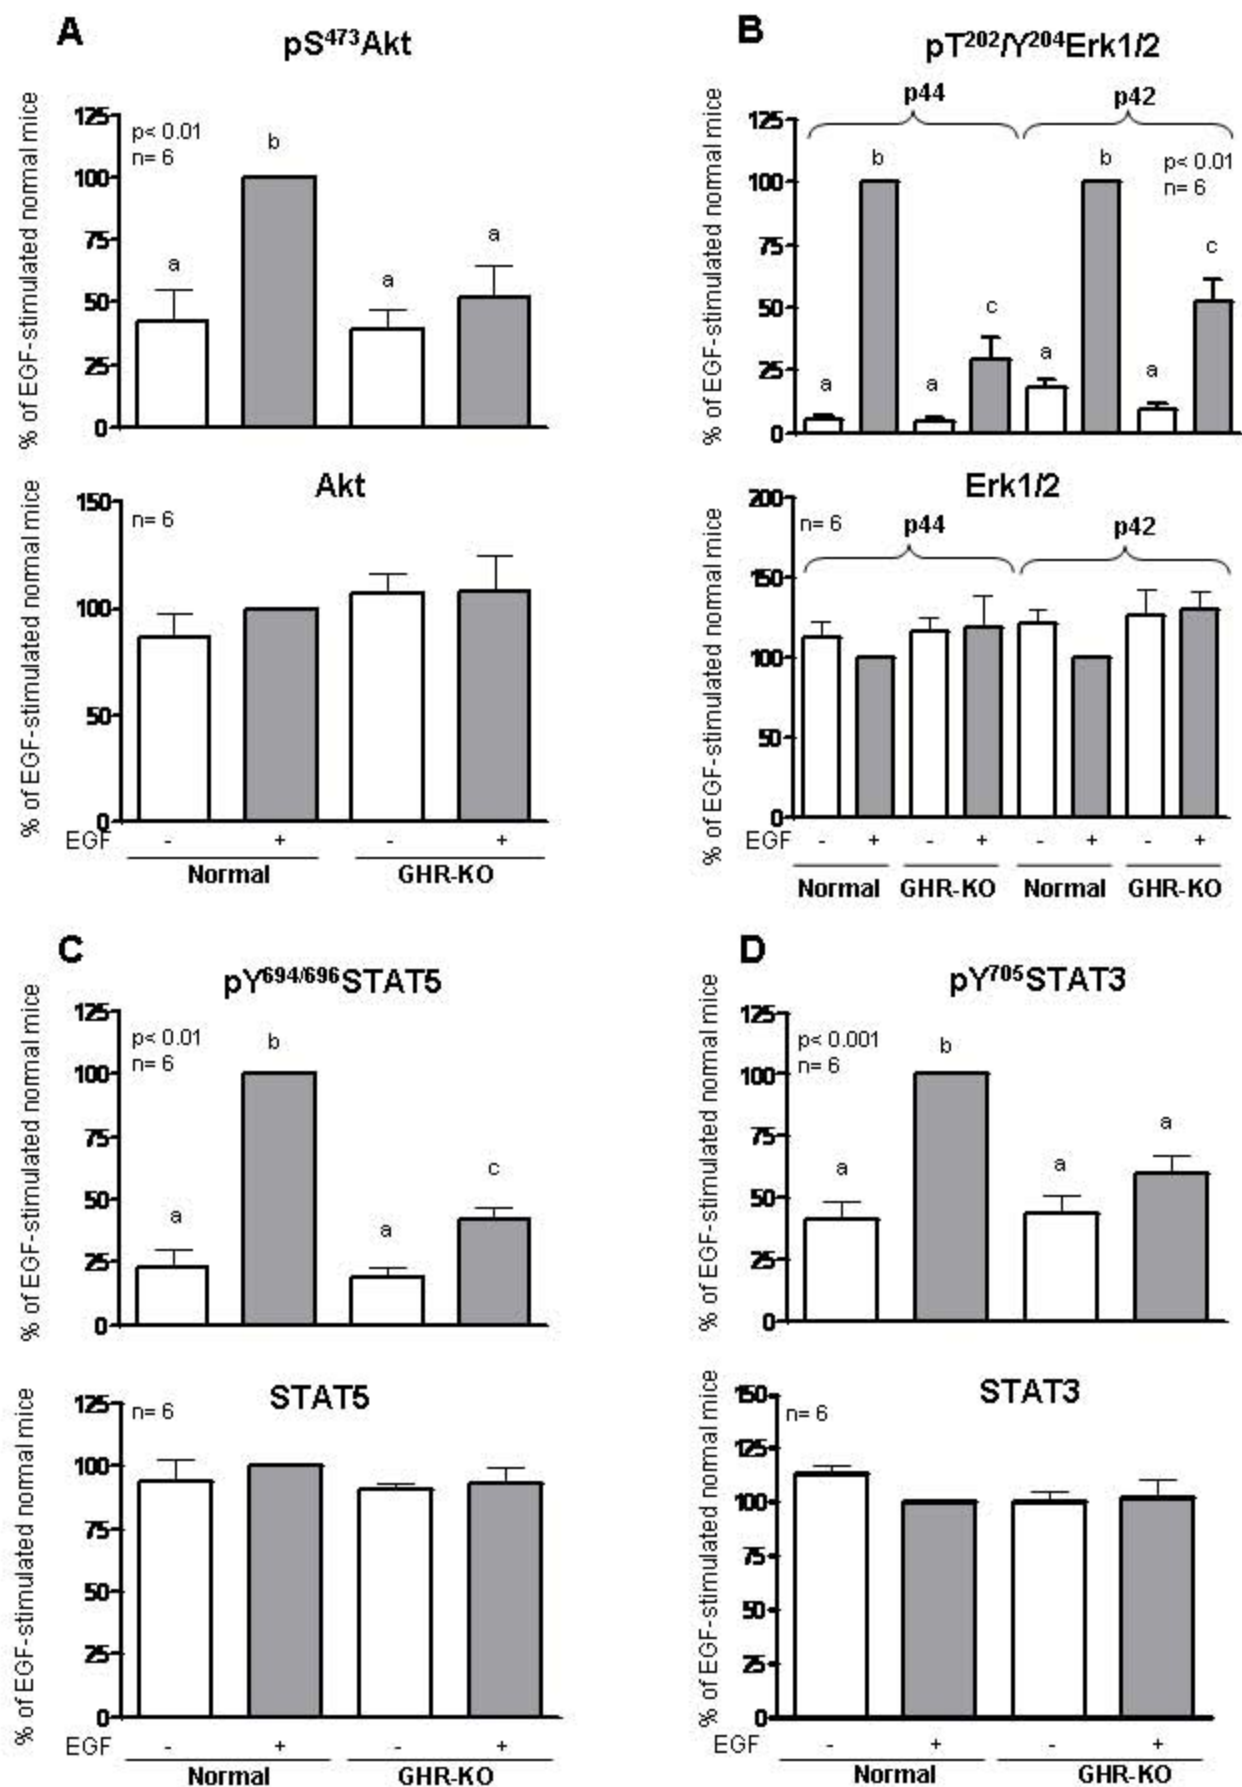 A
pS⁴⁷³Akt
% of EGF-stimulated normal mice
125
100
75
50
25
0
p< 0.01
n= 6
a
b
a
a
Akt
% of EGF-stimulated normal mice
150
100
50
0
n= 6
EGF - + - +
Normal GHR-KO
B
pT²⁰²/Y²⁰⁴Erk1/2
% of EGF-stimulated normal mice
125
100
75
50
25
0
p44 p42
p< 0.01
n= 6
a
b
a
c
a
b
a
c
Erk1/2
% of EGF-stimulated normal mice
200
150
100
50
0
n= 6
p44 p42
EGF - + - + - + - +
Normal GHR-KO Normal GHR-KO
C
pY⁶⁹⁴/⁶⁹⁶STAT5
% of EGF-stimulated normal mice
125
100
75
50
25
0
p< 0.01
n= 6
a
b
a
c
STAT5
% of EGF-stimulated normal mice
125
100
75
50
25
0
n= 6
EGF - + - +
Normal GHR-KO
D
pY⁷⁰⁵STAT3
% of EGF-stimulated normal mice
125
100
75
50
25
0
p< 0.001
n= 6
a
b
a
a
STAT3
% of EGF-stimulated normal mice
150
125
100
75
50
25
0
n= 6
EGF - + - +
Normal GHR-KO